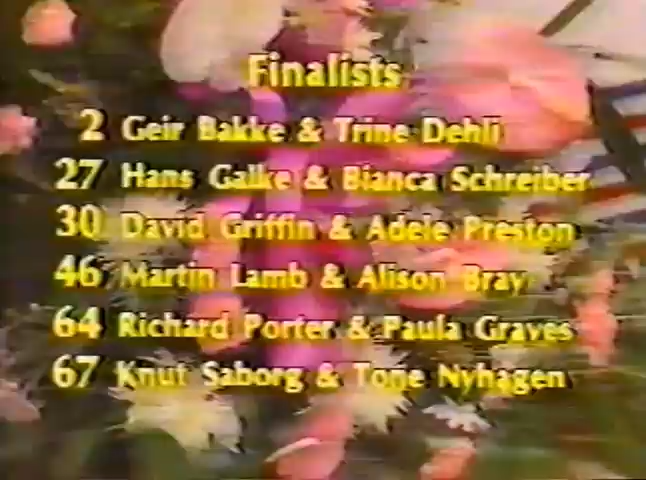 Finalists
2 Geir Bakke & Trine Dehli
27 Hans Galke & Bianca Schreiber
30 David Griffin & Adele Preston
46 Martin Lamb & Alison Bray
64 Richard Porter & Paula Graves
67 Knut Saborg & Tone Nyhagen